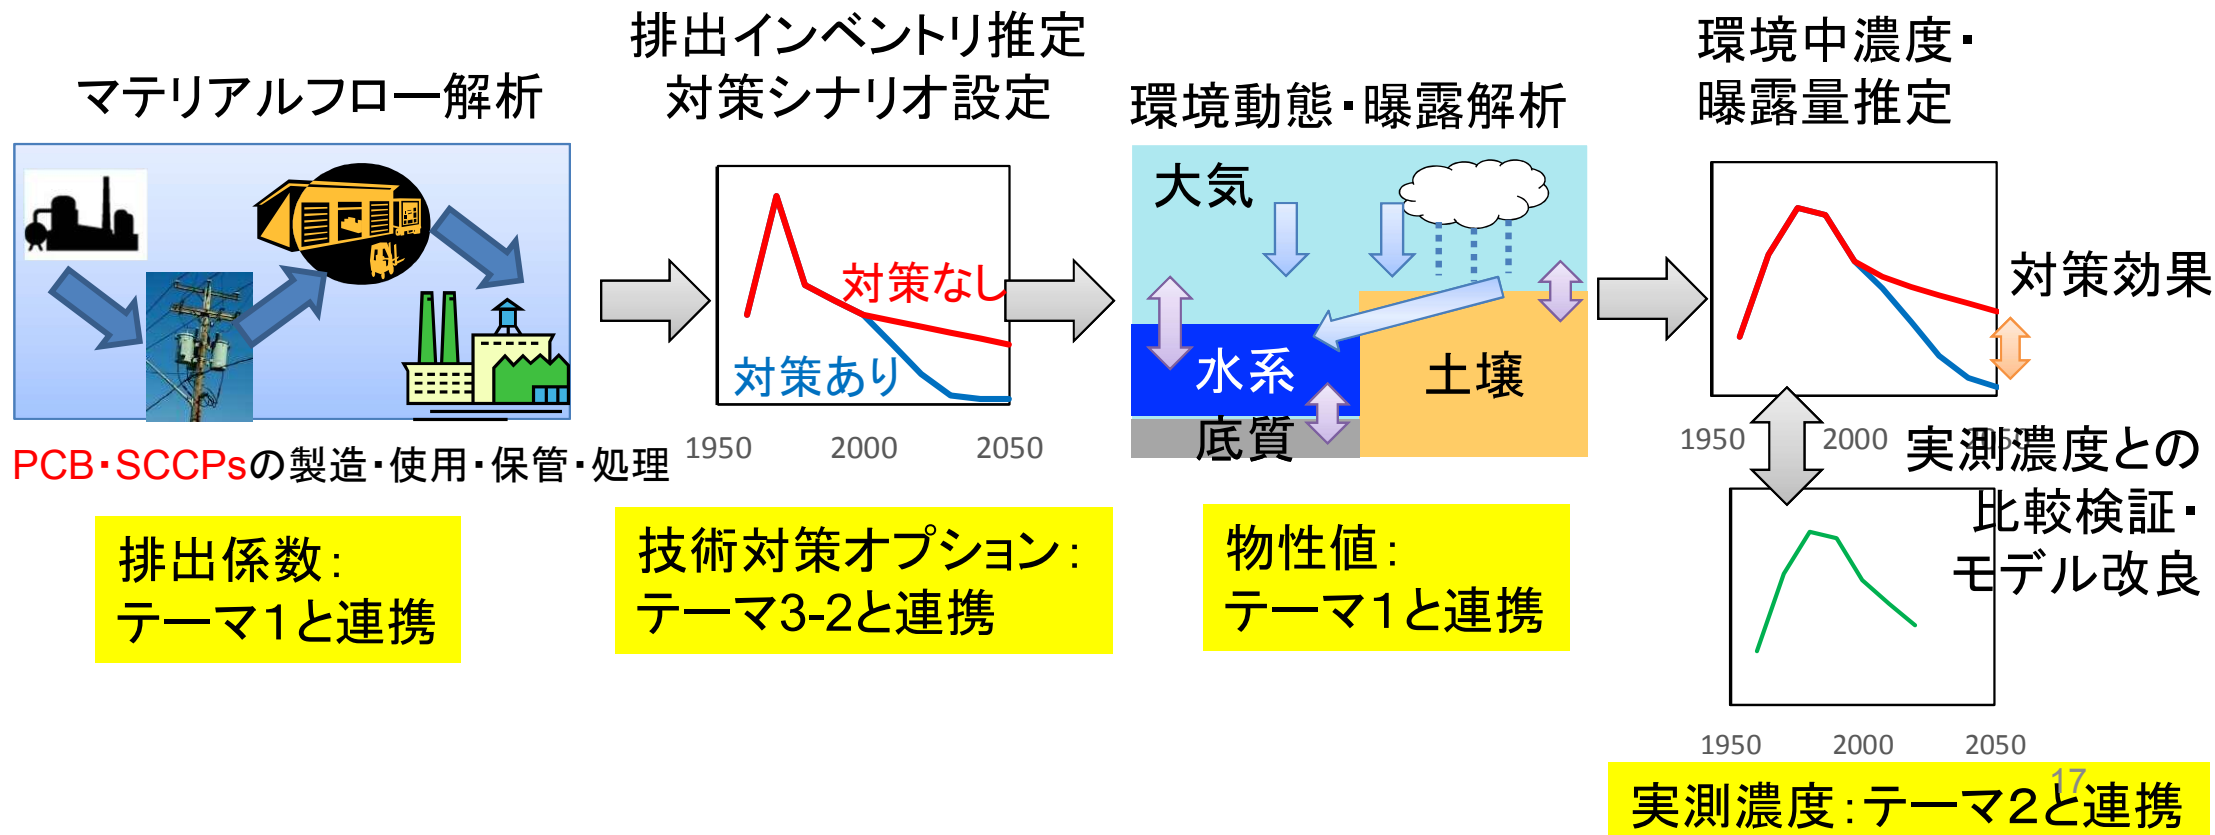 マテリアルフロー解析
PCB・SCCPsの製造・使用・保管・処理
排出係数：
テーマ1と連携
排出インベントリ推定
対策シナリオ設定
対策なし
対策あり
1950 2000 2050
技術対策オプション：
テーマ3-2と連携
環境動態・曝露解析
大気
水系
土壌
底質
物性値：
テーマ１と連携
環境中濃度・
曝露量推定
対策効果
1950 2000 2050
実測濃度との
比較検証・
モデル改良
1950 2000 2050
実測濃度：テーマ２と連携
17